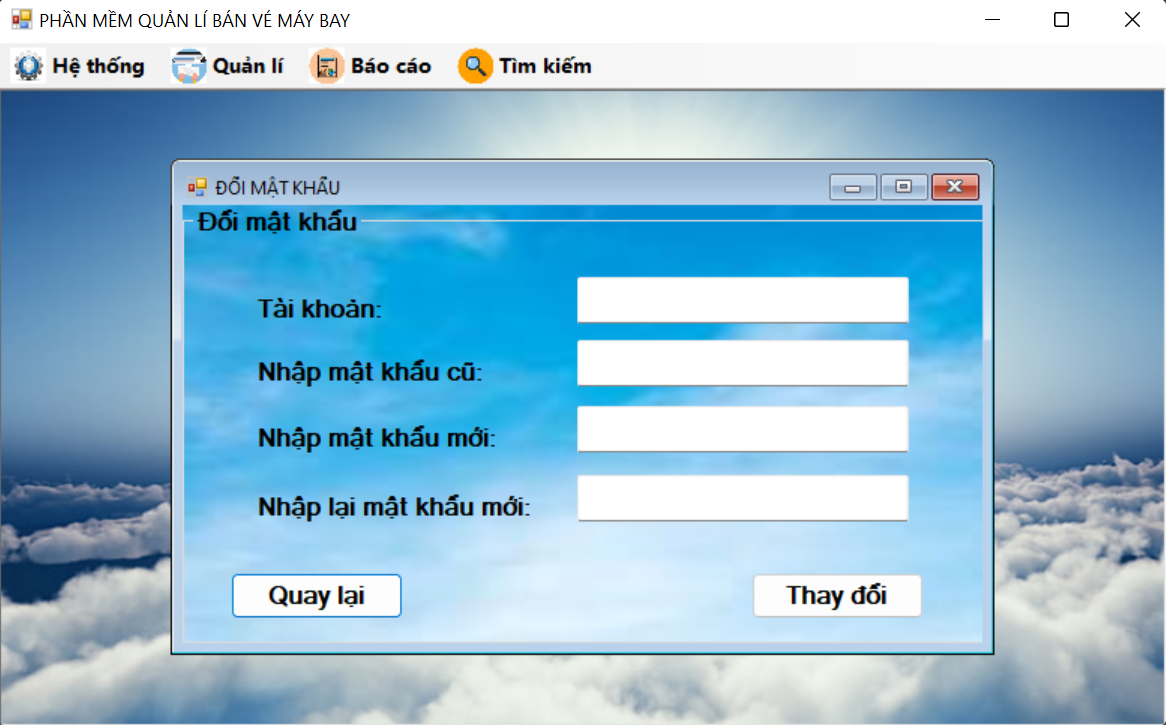 PHẦN MỀM QUẢN LÍ BÁN VÉ MÁY BAY
Hệ thống Quản lí Báo cáo Tìm kiếm
ĐỔI MẬT KHẨU
Đổi mật khẩu
Tài khoản:
Nhập mật khẩu cũ:
Nhập mật khẩu mới:
Nhập lại mật khẩu mới:
Quay lại Thay đổi